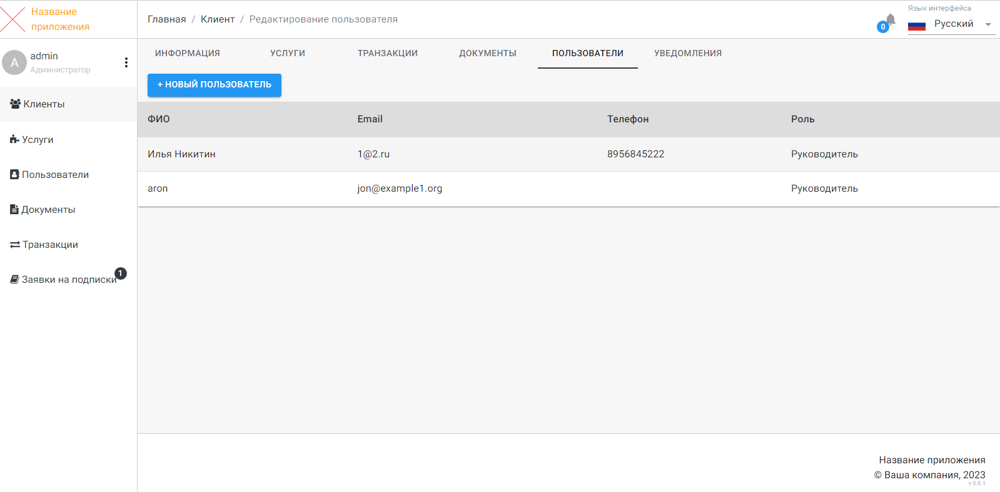 Название
приложения
Главная / Клиент / Редактирование пользователя
0
Язык интерфейса
Русский
A
admin
Администратор
Клиенты
Услуги
Пользователи
Документы
Транзакции
Заявки на подписки
1
ИНФОРМАЦИЯ УСЛУГИ ТРАНЗАКЦИИ ДОКУМЕНТЫ ПОЛЬЗОВАТЕЛИ УВЕДОМЛЕНИЯ
+ НОВЫЙ ПОЛЬЗОВАТЕЛЬ
ФИО Email Телефон Роль
Илья Никитин 1@2.ru 8956845222 Руководитель
aron jon@example1.org Руководитель
Название приложения
© Ваша компания, 2023
v 0.0.1